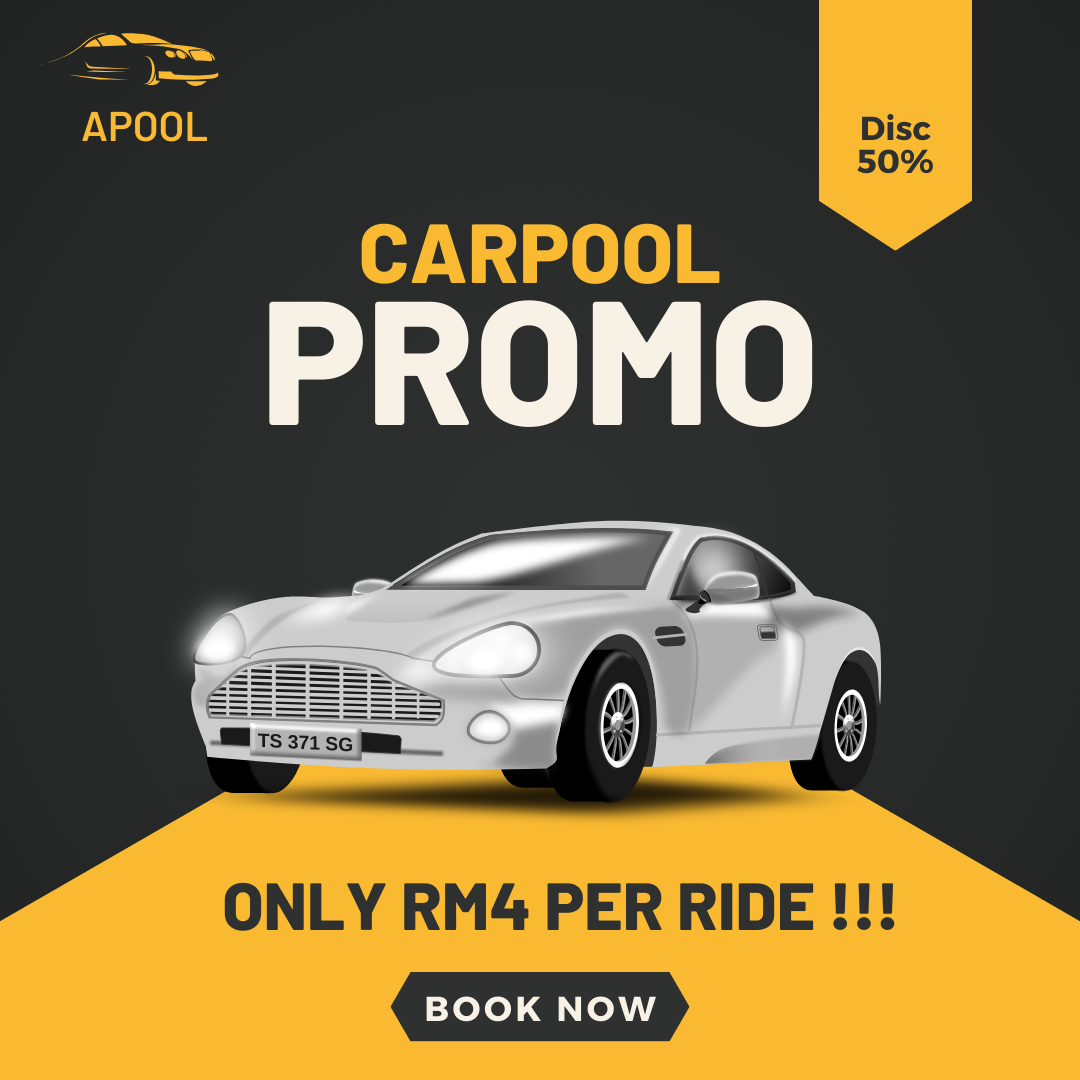 APOOL
Disc
50%
CARPOOL
PROMO
TS 371 SG
ONLY RM4 PER RIDE !!!
BOOK NOW